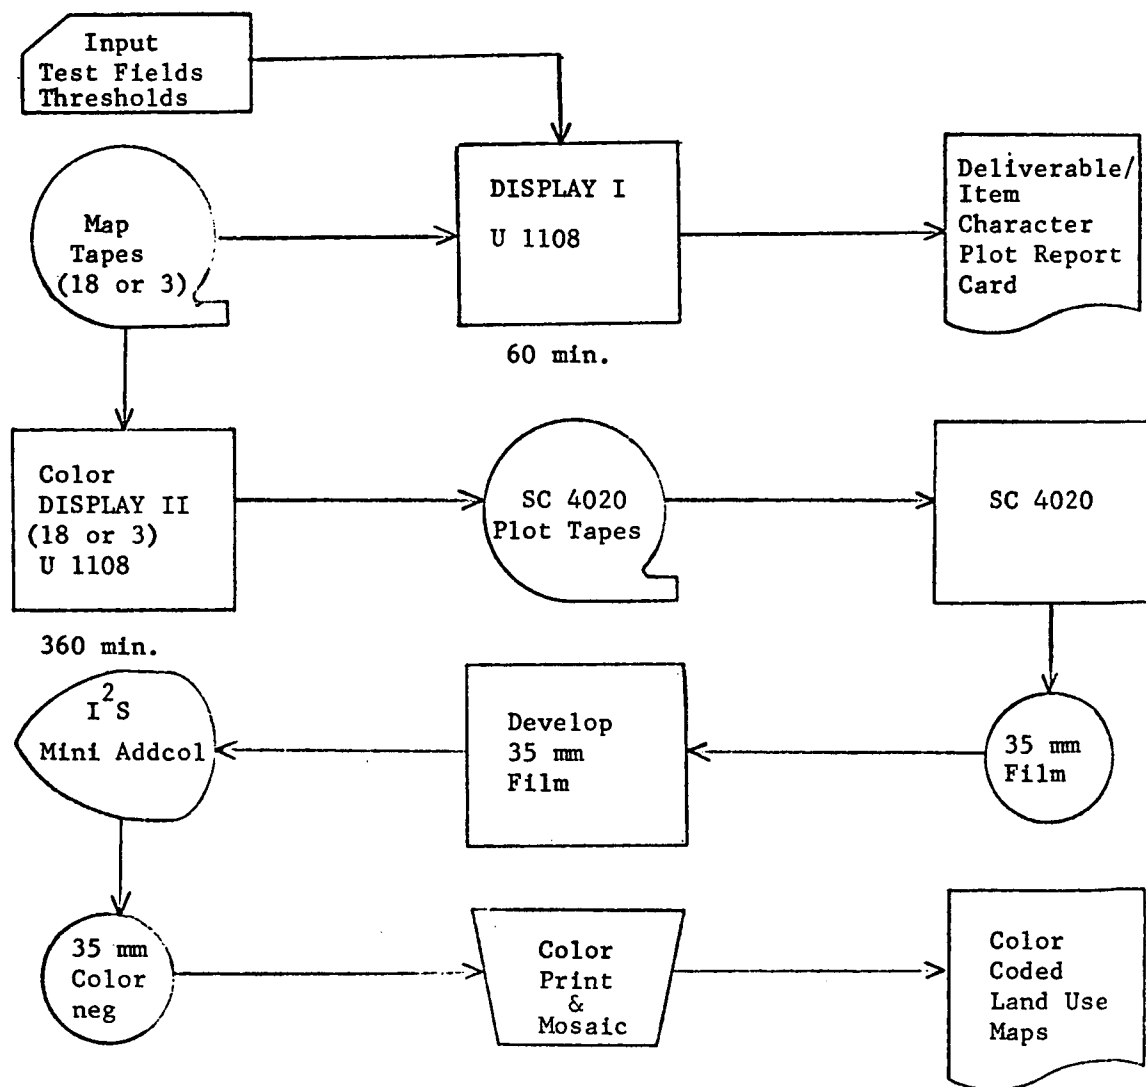 Input
Test Fields
Thresholds
Map
Tapes
(18 or 3)
DISPLAY I
U 1108
60 min.
Deliverable/
Item
Character
Plot Report
Card
Color
DISPLAY II
(18 or 3)
U 1108
360 min.
SC 4020
Plot Tapes
SC 4020
35 mm
Film
Develop
35 mm
Film
I²S
Mini Addcol
35 mm
Color
neg
Color
Print
&
Mosaic
Color
Coded
Land Use
Maps